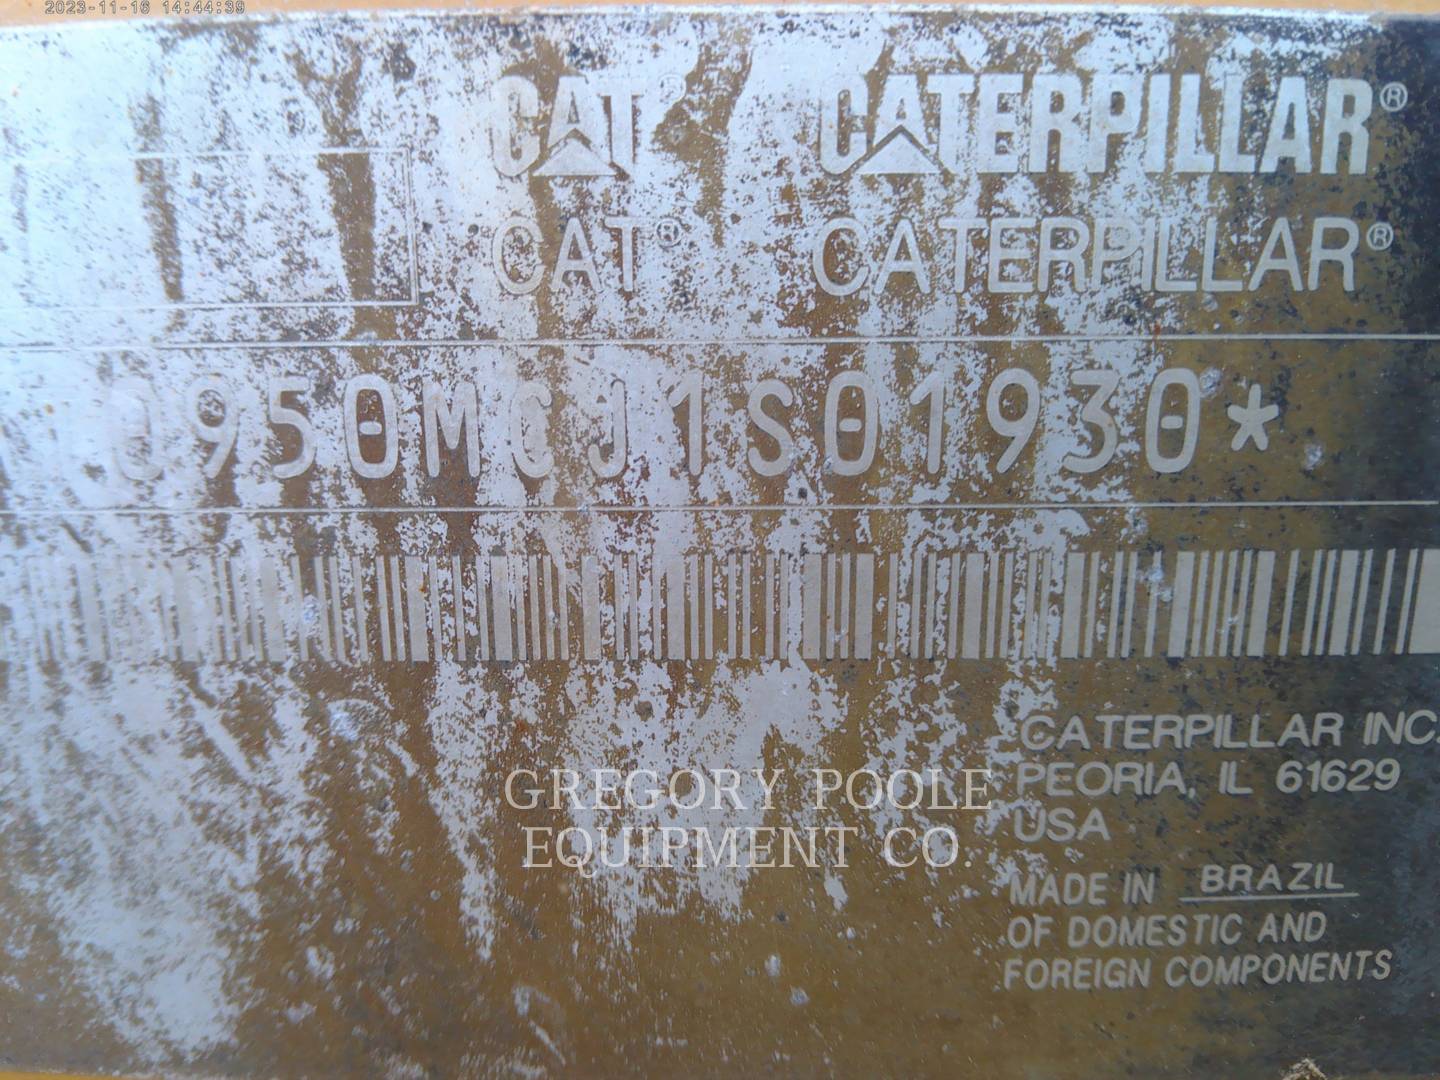 2023-11-16 14:44:39
CAT® CATERPILLAR®
CAT® CATERPILLAR®
0950MCJ1S01930*
CATERPILLAR INC.
PEORIA, IL 61629
USA
MADE IN BRAZIL
OF DOMESTIC AND
FOREIGN COMPONENTS
GREGORY POOLE
EQUIPMENT CO.